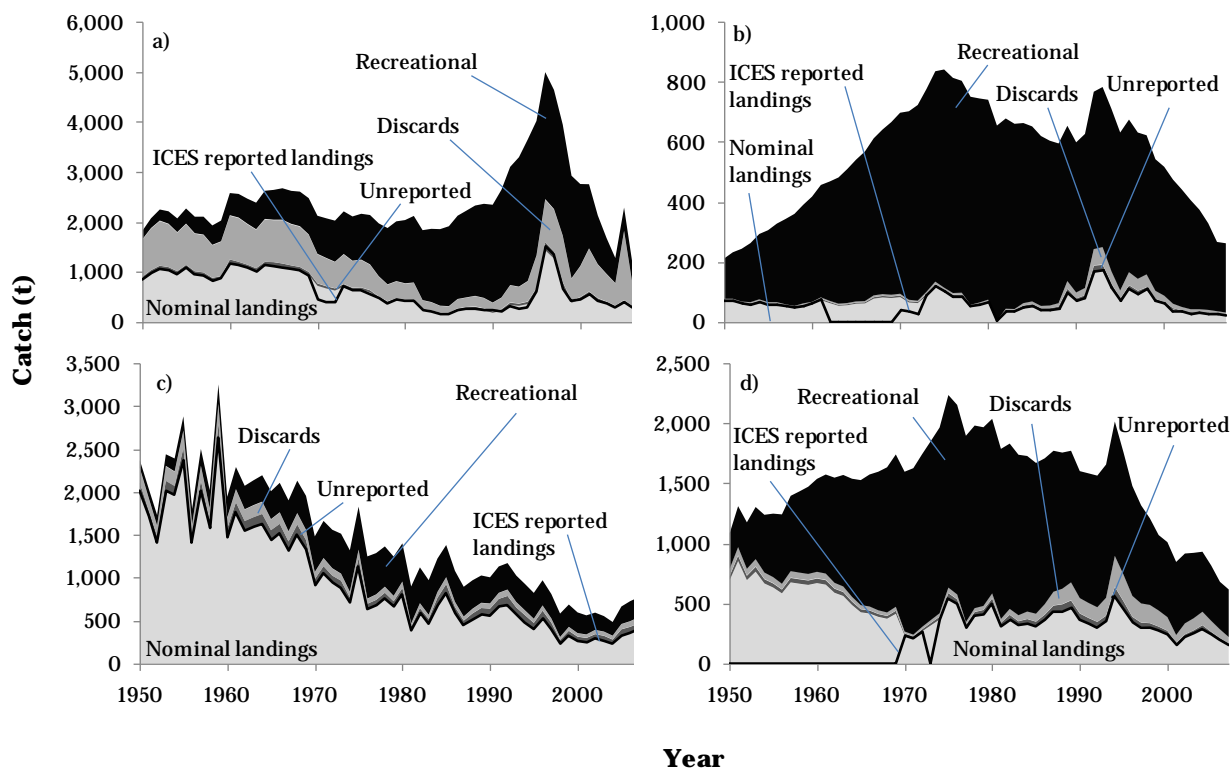 6,000
5,000
4,000
3,000
2,000
1,000
0
a)
Recreational
Discards
ICES reported landings
Unreported
Nominal landings
1,000
800
600
400
200
0
b)
Recreational
ICES reported
landings
Discards
Unreported
Nominal
landings
Catch (t)
3,500
3,000
2,500
2,000
1,500
1,000
500
0
c)
Recreational
Discards
Unreported
ICES reported
landings
Nominal landings
1950 1960 1970 1980 1990 2000
2,500
2,000
1,500
1,000
500
0
d)
Recreational
Discards
Unreported
ICES reported
landings
Nominal landings
1950 1960 1970 1980 1990 2000
Year